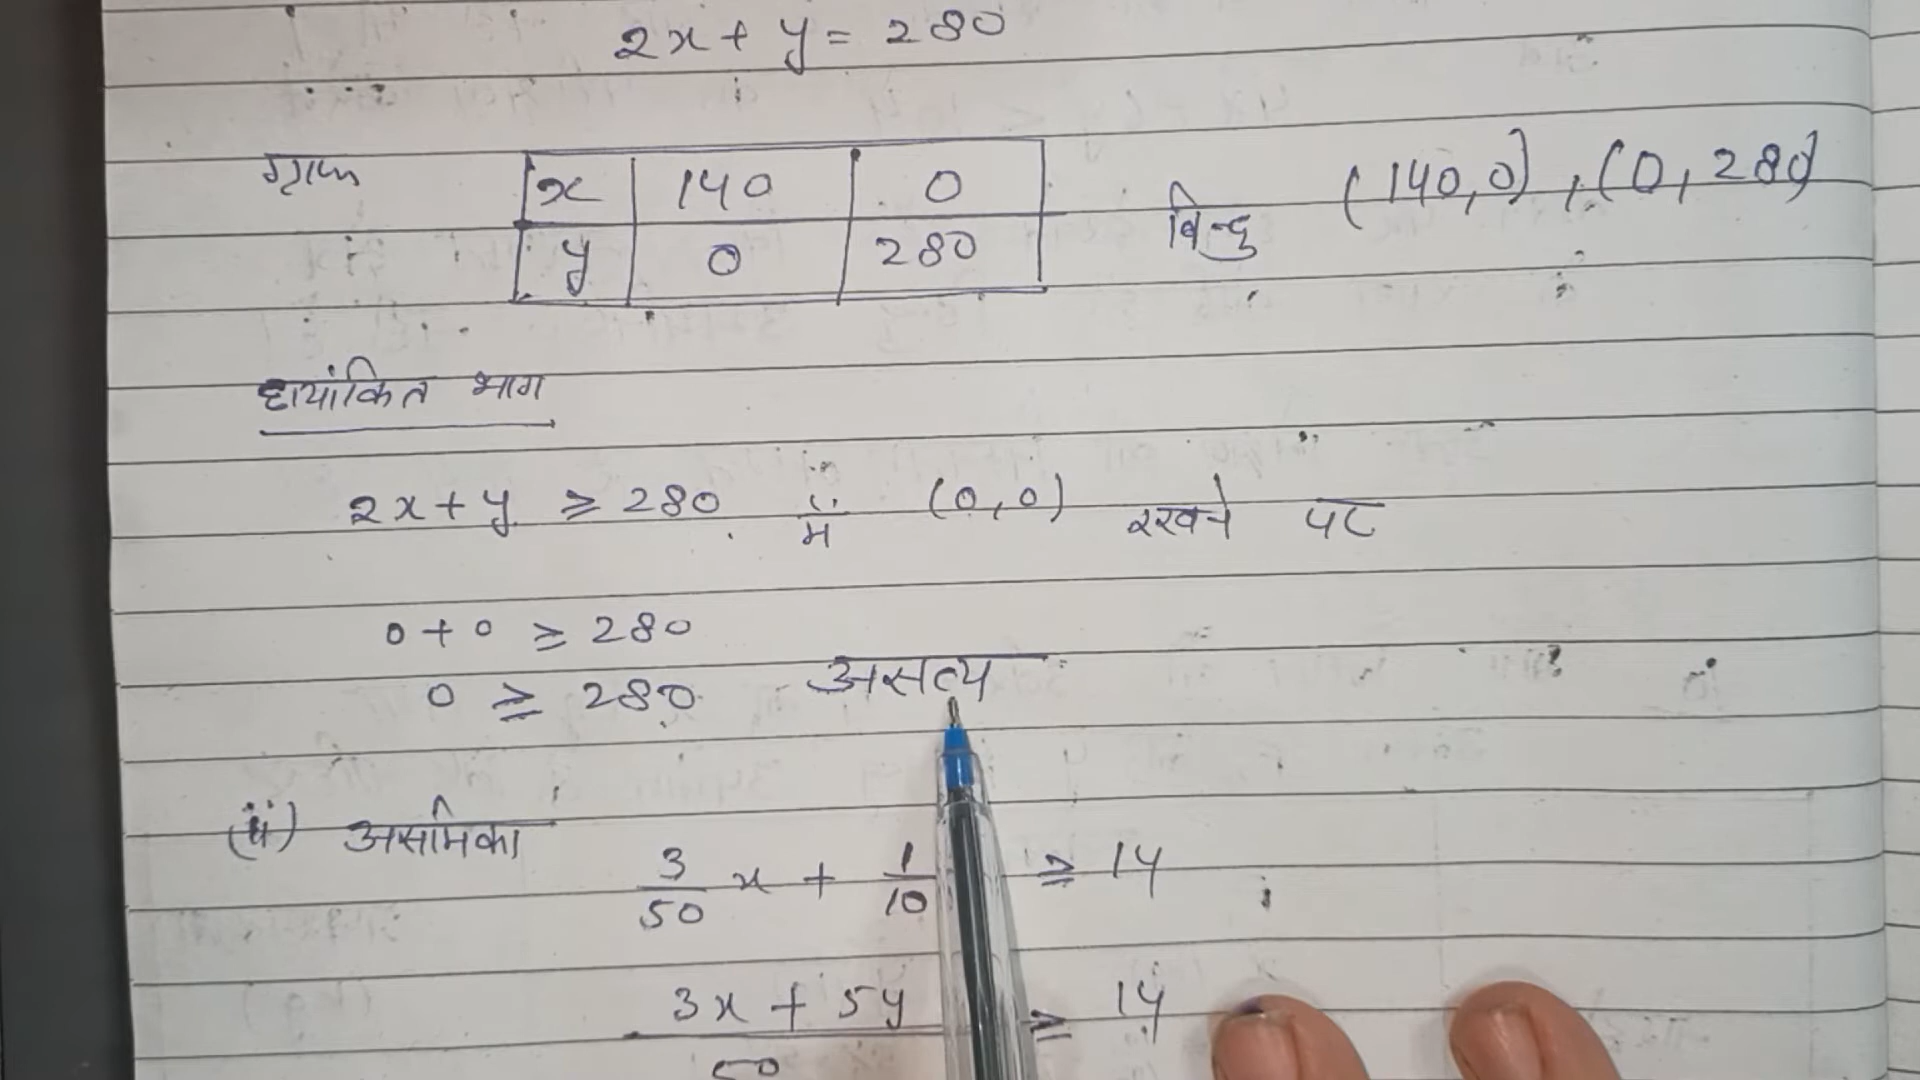 2x + y = 280
ग्राफ
x 140 0
y 0 280
बिन्दु (140,0), (0,280)
छायांकित भाग
2x + y ≥ 280 में (0,0) रखने पर
0 + 0 ≥ 280
0 ≥ 280 असत्य
(ii) असमिका
3/50 x + 1/10 ≥ 14
3x + 5y / 50 ≥ 14